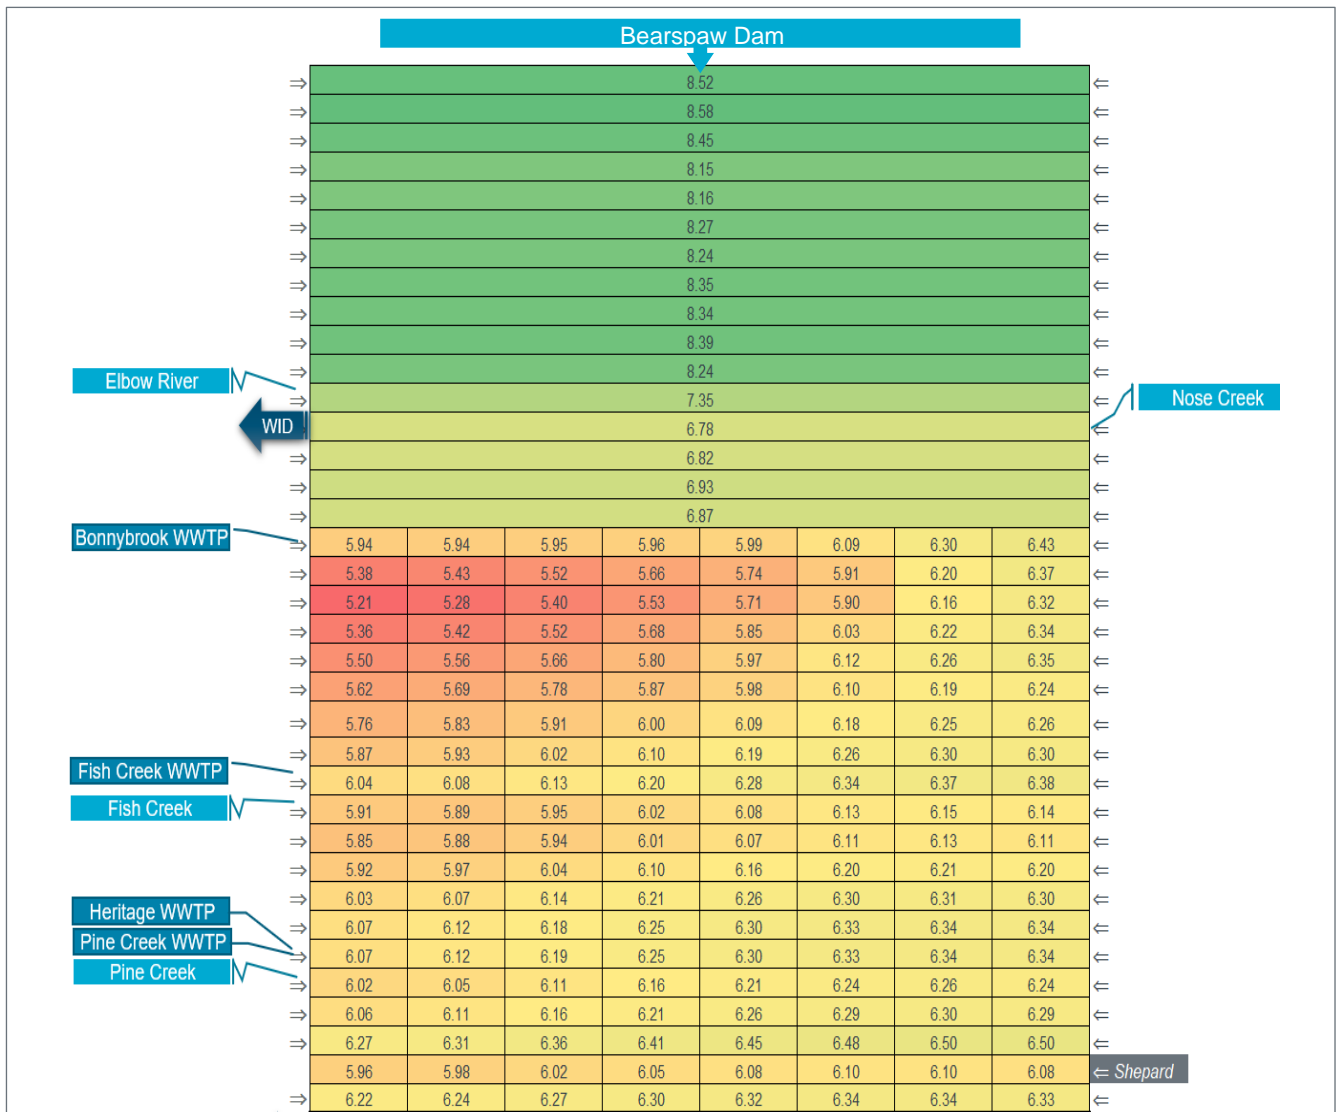 Bearspaw Dam
⇒ 8.52 ⇐
⇒ 8.58 ⇐
⇒ 8.45 ⇐
⇒ 8.15 ⇐
⇒ 8.16 ⇐
⇒ 8.27 ⇐
⇒ 8.24 ⇐
⇒ 8.35 ⇐
⇒ 8.34 ⇐
⇒ 8.39 ⇐
⇒ 8.24 ⇐
Elbow River
⇒ 7.35 ⇐
Nose Creek
WID
6.78 ⇐
⇒ 6.82 ⇐
⇒ 6.93 ⇐
⇒ 6.87 ⇐
Bonnybrook WWTP
⇒ 5.94 5.94 5.95 5.96 5.99 6.09 6.30 6.43 ⇐
⇒ 5.38 5.43 5.52 5.66 5.74 5.91 6.20 6.37 ⇐
⇒ 5.21 5.28 5.40 5.53 5.71 5.90 6.16 6.32 ⇐
⇒ 5.36 5.42 5.52 5.68 5.85 6.03 6.22 6.34 ⇐
⇒ 5.50 5.56 5.66 5.80 5.97 6.12 6.26 6.35 ⇐
⇒ 5.62 5.69 5.78 5.87 5.98 6.10 6.19 6.24 ⇐
⇒ 5.76 5.83 5.91 6.00 6.09 6.18 6.25 6.26 ⇐
⇒ 5.87 5.93 6.02 6.10 6.19 6.26 6.30 6.30 ⇐
Fish Creek WWTP
⇒ 6.04 6.08 6.13 6.20 6.28 6.34 6.37 6.38 ⇐
Fish Creek
⇒ 5.91 5.89 5.95 6.02 6.08 6.13 6.15 6.14 ⇐
⇒ 5.85 5.88 5.94 6.01 6.07 6.11 6.13 6.11 ⇐
⇒ 5.92 5.97 6.04 6.10 6.16 6.20 6.21 6.20 ⇐
⇒ 6.03 6.07 6.14 6.21 6.26 6.30 6.31 6.30 ⇐
Heritage WWTP
⇒ 6.07 6.12 6.18 6.25 6.30 6.33 6.34 6.34 ⇐
Pine Creek WWTP
⇒ 6.07 6.12 6.19 6.25 6.30 6.33 6.34 6.34 ⇐
Pine Creek
⇒ 6.02 6.05 6.11 6.16 6.21 6.24 6.26 6.24 ⇐
⇒ 6.06 6.11 6.16 6.21 6.26 6.29 6.30 6.29 ⇐
⇒ 6.27 6.31 6.36 6.41 6.45 6.48 6.50 6.50 ⇐
5.96 5.98 6.02 6.05 6.08 6.10 6.10 6.08 ⇐ Shepard
⇒ 6.22 6.24 6.27 6.30 6.32 6.34 6.34 6.33 ⇐